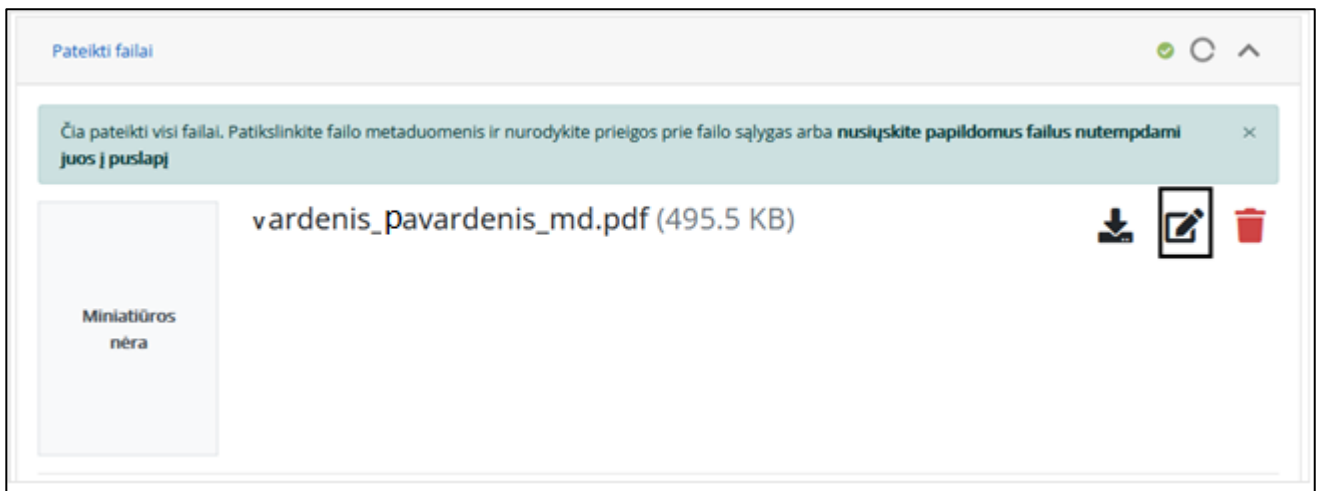 Pateikti failai
Čia pateikti visi failai. Patikslinkite failo metaduomenis ir nurodykite prieigos prie failo sąlygas arba nusiųskite papildomus failus nutempdami
juos į puslapį
vardenis_pavardenis_md.pdf (495.5 KB)
Miniatiūros
nėra